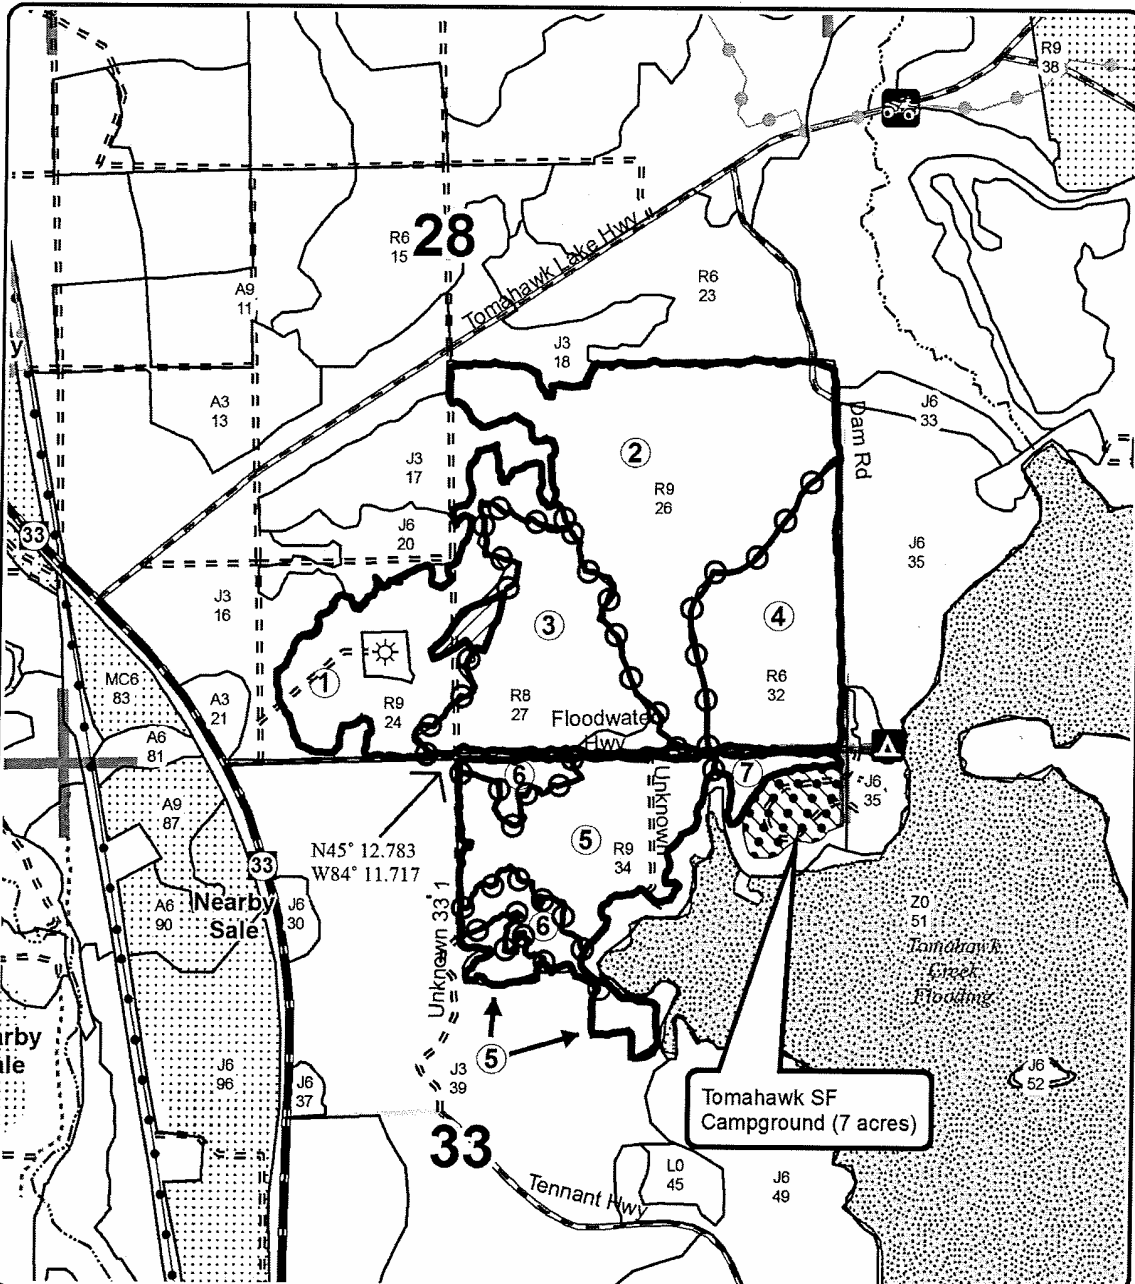 R9
38
R6
15
28
Tomahawk Lake Hwy
R6
23
A9
11
y
J3
18
A3
13
J6
33
Dam Rd
2
J3
17
R9
26
J6
20
33
J6
35
J3
16
3
4
1
MC6
83
A3
21
R9
24
R8
27
R6
32
Floodwate
Hwy
A6
81
6
7
J6
35
A9
87
Unknown
5
R9
34
N45° 12.783
W84° 11.717
33
A6
90
Nearby
Sale
J6
30
Unknown 33 1
6
Z0
51
Tomahawk
Creek
Flooding
arby
ale
5
J6
96
J6
37
J3
39
J6
52
Tomahawk SF
Campground (7 acres)
33
L0
45
J6
49
Tennant Hwy